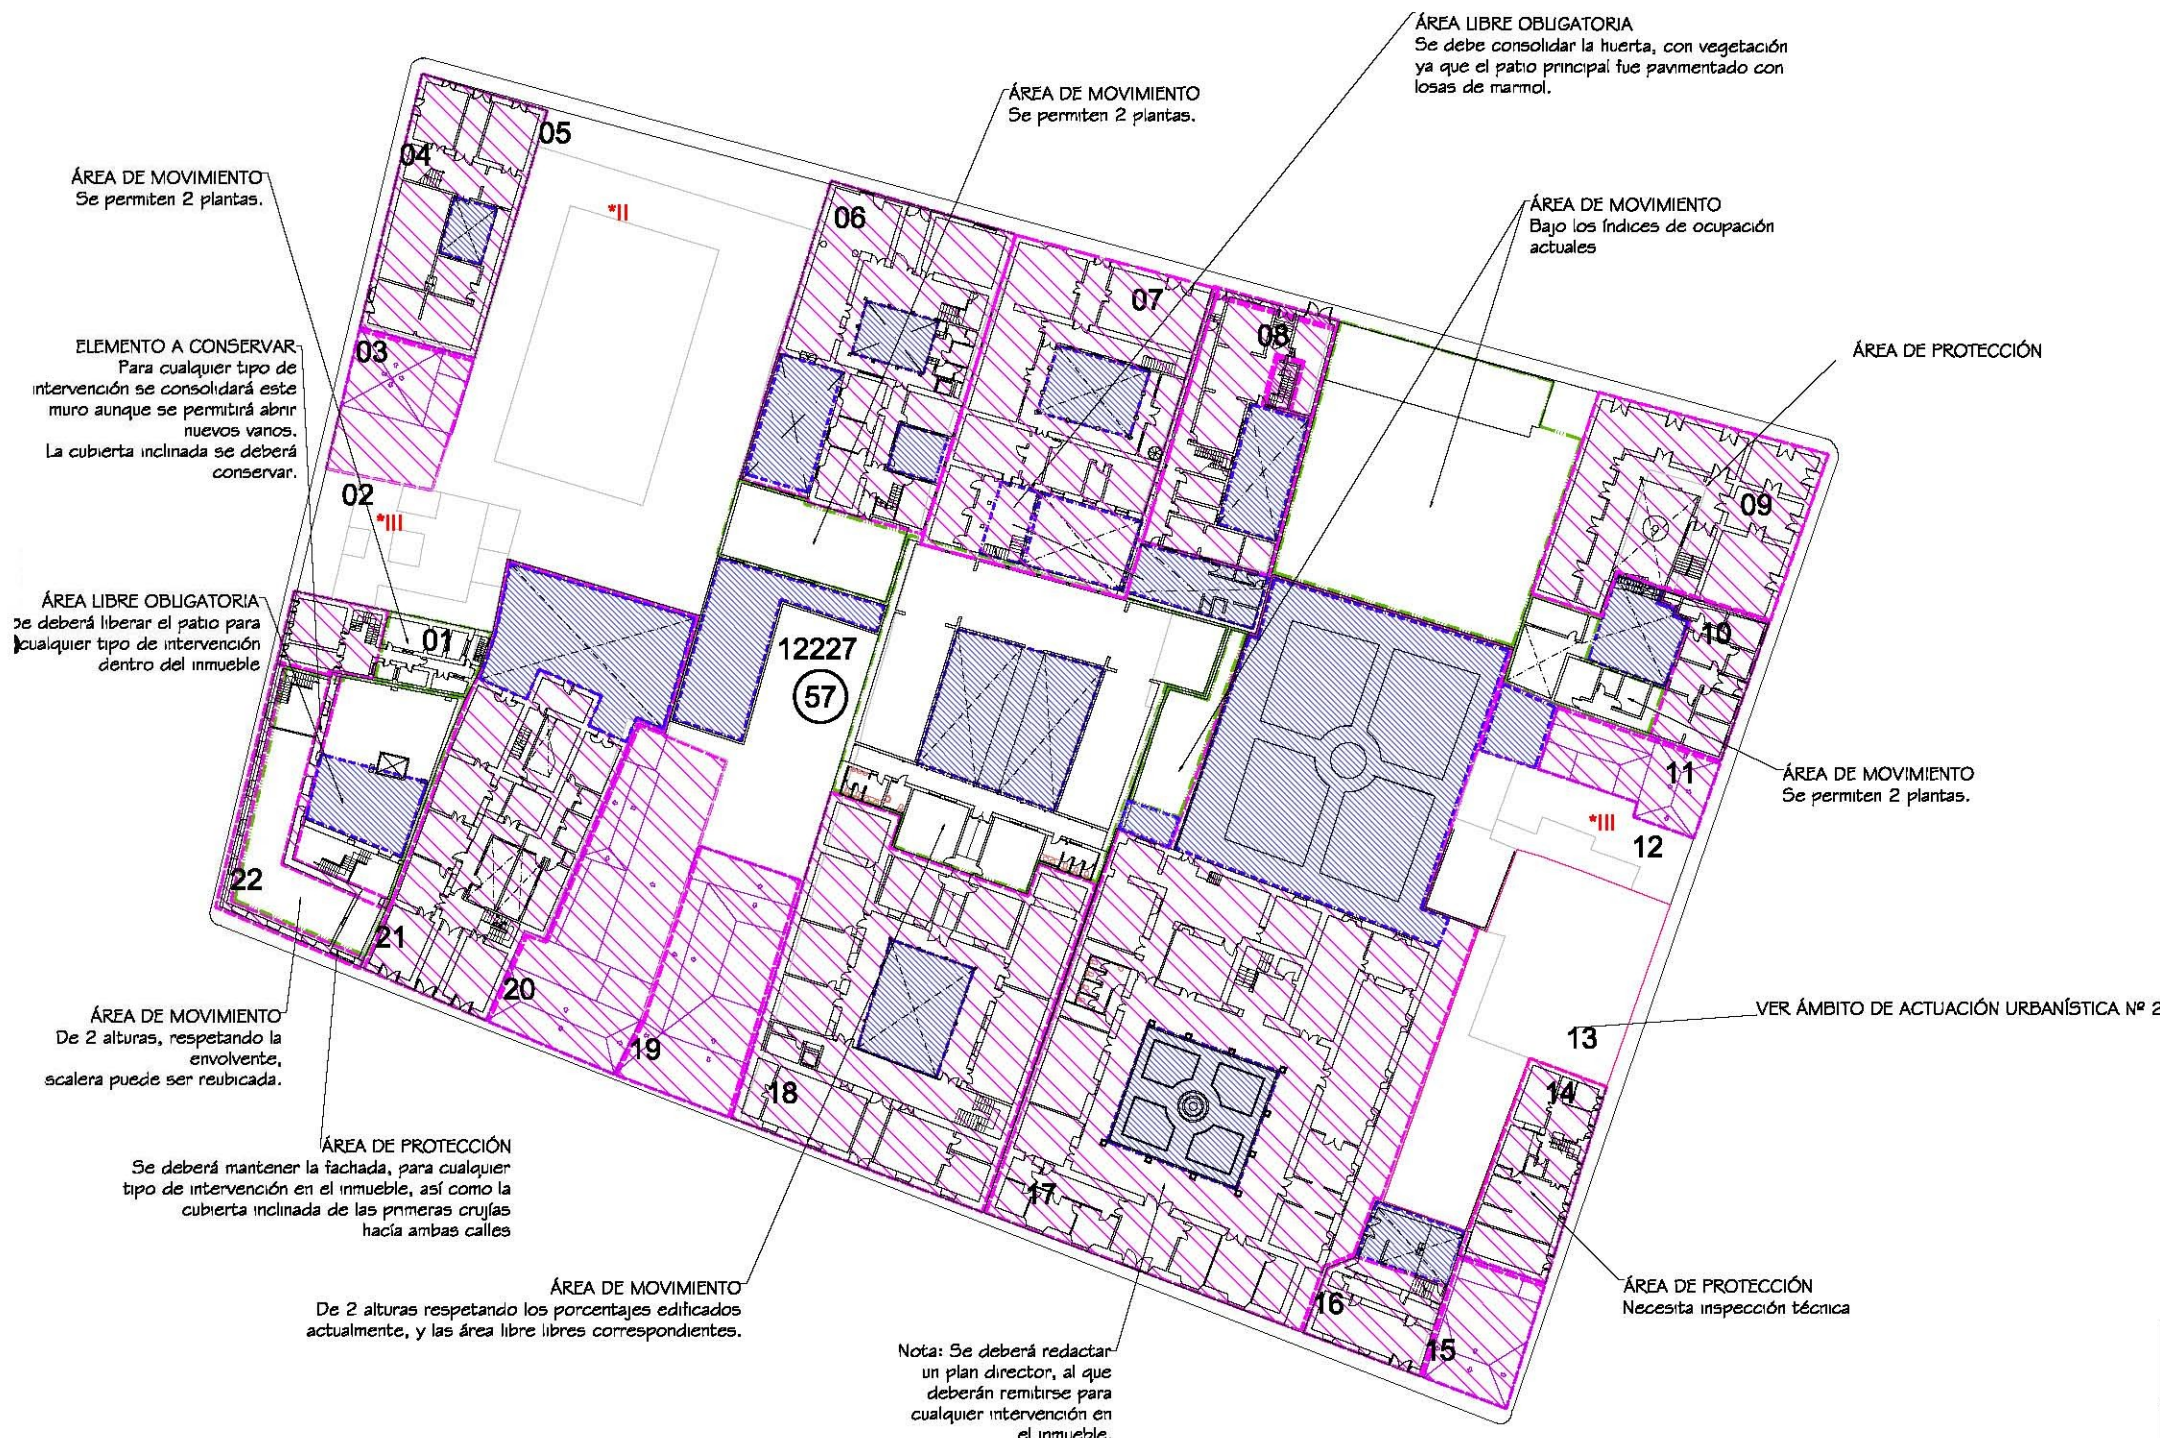 ÁREA LIBRE OBLIGATORIA
Se debe consolidar la huerta, con vegetación
ya que el patio principal fue pavimentado con
losas de marmol.
ÁREA DE MOVIMIENTO
Se permiten 2 plantas.
05
04
ÁREA DE MOVIMIENTO
Se permiten 2 plantas.
*II
06
ÁREA DE MOVIMIENTO
Bajo los índices de ocupación
actuales
07
08
ÁREA DE PROTECCIÓN
03
ELEMENTO A CONSERVAR
Para cualquier tipo de
intervención se consolidará este
muro aunque se permitirá abrir
nuevos vanos.
La cubierta inclinada se deberá
conservar.
02
*III
09
ÁREA LIBRE OBLIGATORIA
Se deberá liberar el patio para
cualquier tipo de intervención
dentro del inmueble
01
12227
57
10
11
ÁREA DE MOVIMIENTO
Se permiten 2 plantas.
*III
12
22
21
20
19
18
17
ÁREA DE MOVIMIENTO
De 2 alturas, respetando la
envolvente,
scalera puede ser reubicada.
VER ÁMBITO DE ACTUACIÓN URBANÍSTICA Nº 2
13
14
ÁREA DE PROTECCIÓN
Se deberá mantener la fachada, para cualquier
tipo de intervención en el inmueble, así como la
cubierta inclinada de las primeras crujías
hacía ambas calles
ÁREA DE PROTECCIÓN
Necesita inspección técnica
16
15
ÁREA DE MOVIMIENTO
De 2 alturas respetando los porcentajes edificados
actualmente, y las área libre libres correspondientes.
Nota: Se deberá redactar
un plan director, al que
deberán remitirse para
cualquier intervención en
el inmueble.